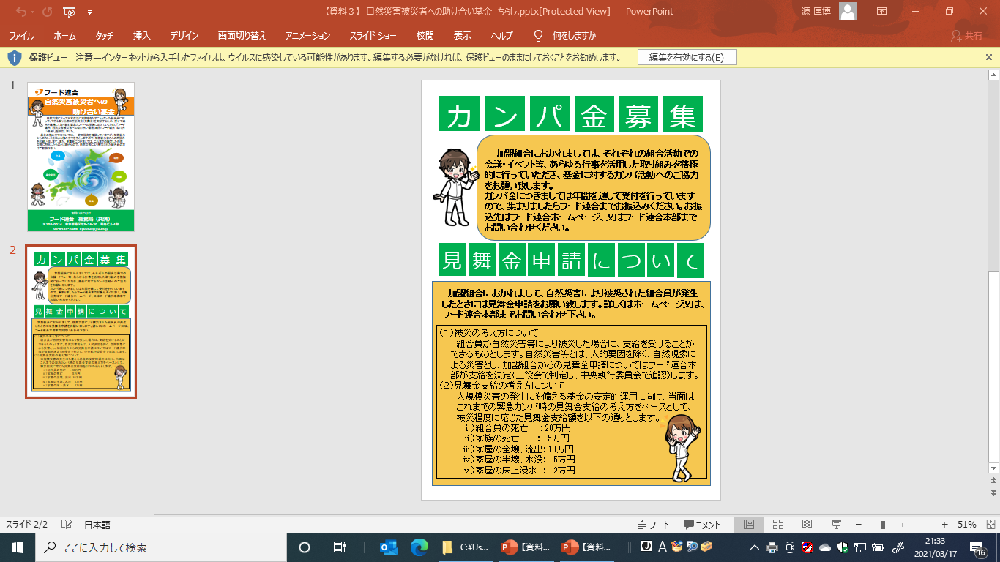 【資料３】 自然災害被災者への助け合い基金 ちらし.pptx[Protected View] - PowerPoint
源 匡博
ファイル ホーム タッチ 挿入 デザイン 画面切り替え アニメーション スライド ショー 校閲 表示 ヘルプ 何をしますか 共有
保護ビュー 注意―インターネットから入手したファイルは、ウイルスに感染している可能性があります。編集する必要がなければ、保護ビューのままにしておくことをお勧めします。 編集を有効にする(E)
1
フード連合
自然災害被災者への
助け合い基金
フード連合 総務局（共済）
2
カンパ金募集
見舞金申請について
カンパ金募集
加盟組合におかれましては、それぞれの組合活動での
会議・イベント等、あらゆる行事を活用した取り組みを積極
的に行っていただき、基金に対するカンパ活動へのご協力
をお願い致します。
カンパ金につきましては年間を通して受付を行っています
ので、集まりましたらフード連合までお振込みください。お振
込先はフード連合ホームページ、又はフード連合本部まで
お問い合わせください。
見舞金申請について
加盟組合におかれまして、自然災害により被災された組合員が発生
したときには見舞金申請をお願い致します。詳しくはホームページ又は、
フード連合本部までお問い合わせ下さい。
（１）被災の考え方について
組合員が自然災害等により被災した場合に、支給を受けることが
できるものとします。自然災害等とは、人的要因を除く、自然現象に
よる災害とし、加盟組合からの見舞金申請についてはフード連合本
部が支給を決定（三役会で判定し、中央執行委員会で追認）します。
（２）見舞金支給の考え方について
大規模災害の発生にも備える基金の安定的運用に向け、当面は
これまでの緊急カンパ時の見舞金支給の考え方をベースとして、
被災程度に応じた見舞金支給額を以下の通りとします。
ⅰ）組合員の死亡 ：20万円
ⅱ）家族の死亡 ： 5万円
ⅲ）家屋の全壊、流出：10万円
ⅳ）家屋の半壊、水没： 5万円
ⅴ）家屋の床上浸水 ： 2万円
スライド 2/2 日本語 ノート コメント 51%
ここに入力して検索 C:¥Us... 【資料... 【資料... A 21:33
2021/03/17 16